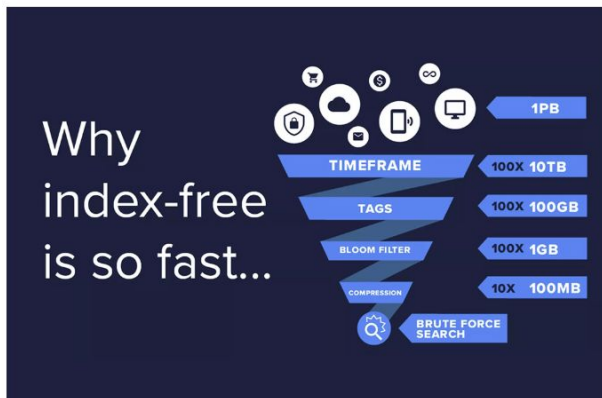 Why
index-free
is so fast...
1PB
TIMEFRAME
100X 10TB
TAGS
100X 100GB
BLOOM FILTER
100X 1GB
COMPRESSION
10X 100MB
BRUTE FORCE
SEARCH